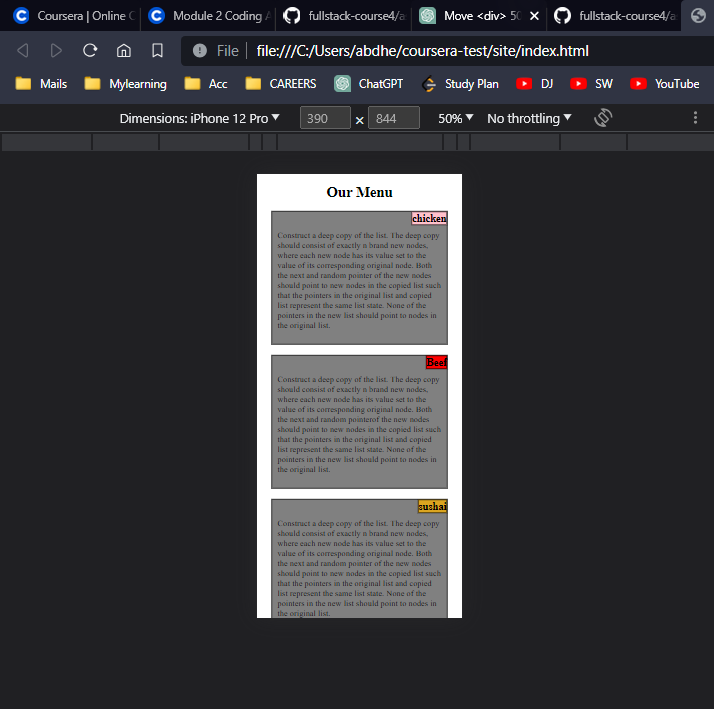 Coursera | Online C
Module 2 Coding A
fullstack-course4/a
Move <div> 50
fullstack-course4/a
File
file:///C:/Users/abdhe/coursera-test/site/index.html
Mails
Mylearning
Acc
CAREERS
ChatGPT
Study Plan
DJ
SW
YouTube
Dimensions: iPhone 12 Pro
390 × 844
50%
No throttling
Our Menu
chicken
Construct a deep copy of the list. The deep copy
should consist of exactly n brand new nodes,
where each new node has its value set to the
value of its corresponding original node. Both
the next and random pointer of the new nodes
should point to new nodes in the copied list such
that the pointers in the original list and copied
list represent the same list state. None of the
pointers in the new list should point to nodes in
the original list.
Beef
Construct a deep copy of the list. The deep copy
should consist of exactly n brand new nodes,
where each new node has its value set to the
value of its corresponding original node. Both
the next and random pointerof the new nodes
should point to new nodes in the copied list such
that the pointers in the original list and copied
list represent the same list state. None of the
pointers in the new list should point to nodes in
the original list.
sushai
Construct a deep copy of the list. The deep copy
should consist of exactly n brand new nodes,
where each new node has its value set to the
value of its corresponding original node. Both
the next and random pointer of the new nodes
should point to new nodes in the copied list such
that the pointers in the original list and copied
list represent the same list state. None of the
pointers in the new list should point to nodes in
the original list.